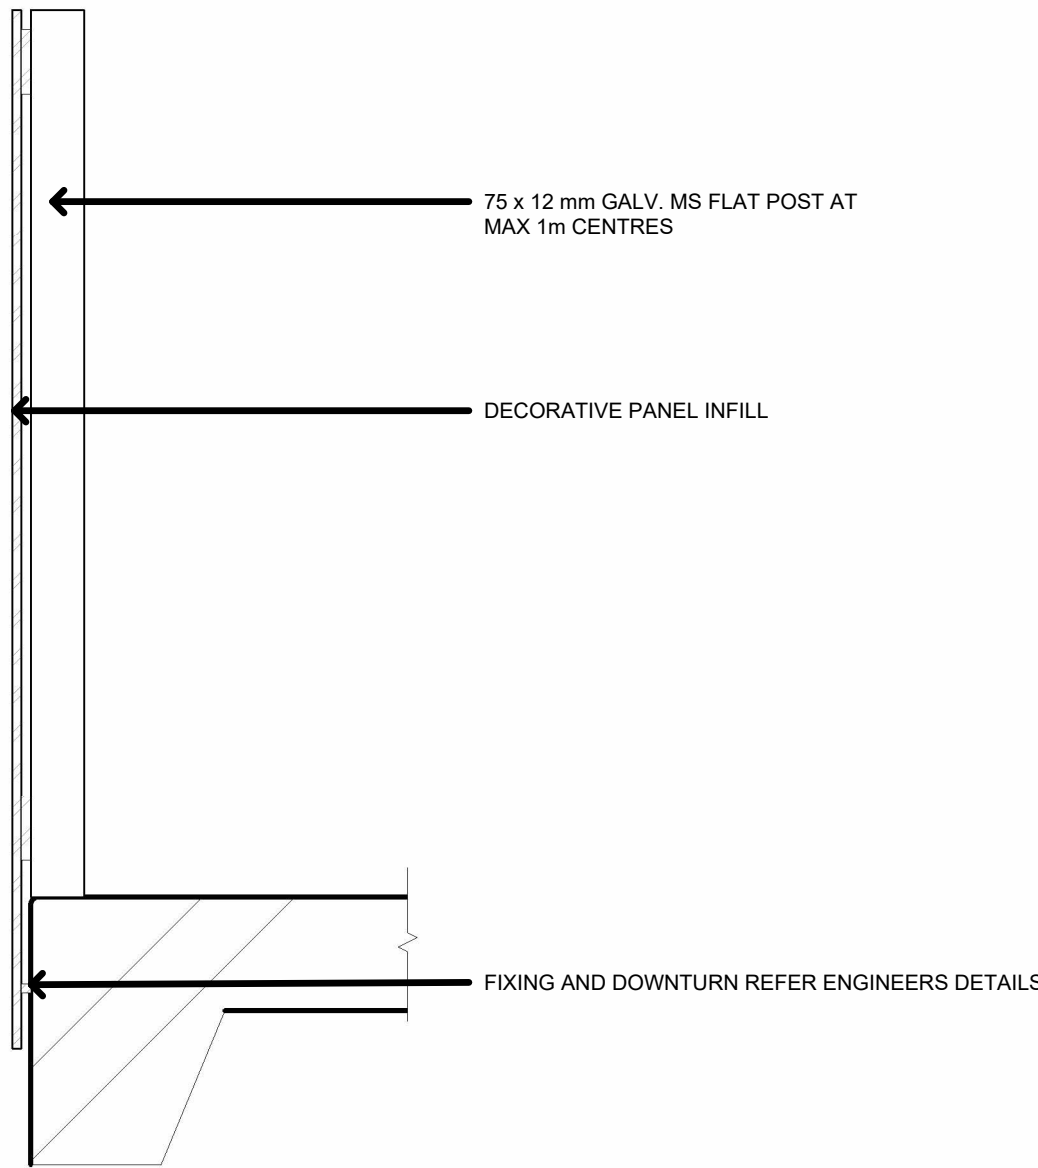 75 x 12 mm GALV. MS FLAT POST AT
MAX 1m CENTRES
DECORATIVE PANEL INFILL
FIXING AND DOWNTURN REFER ENGINEERS DETAILS